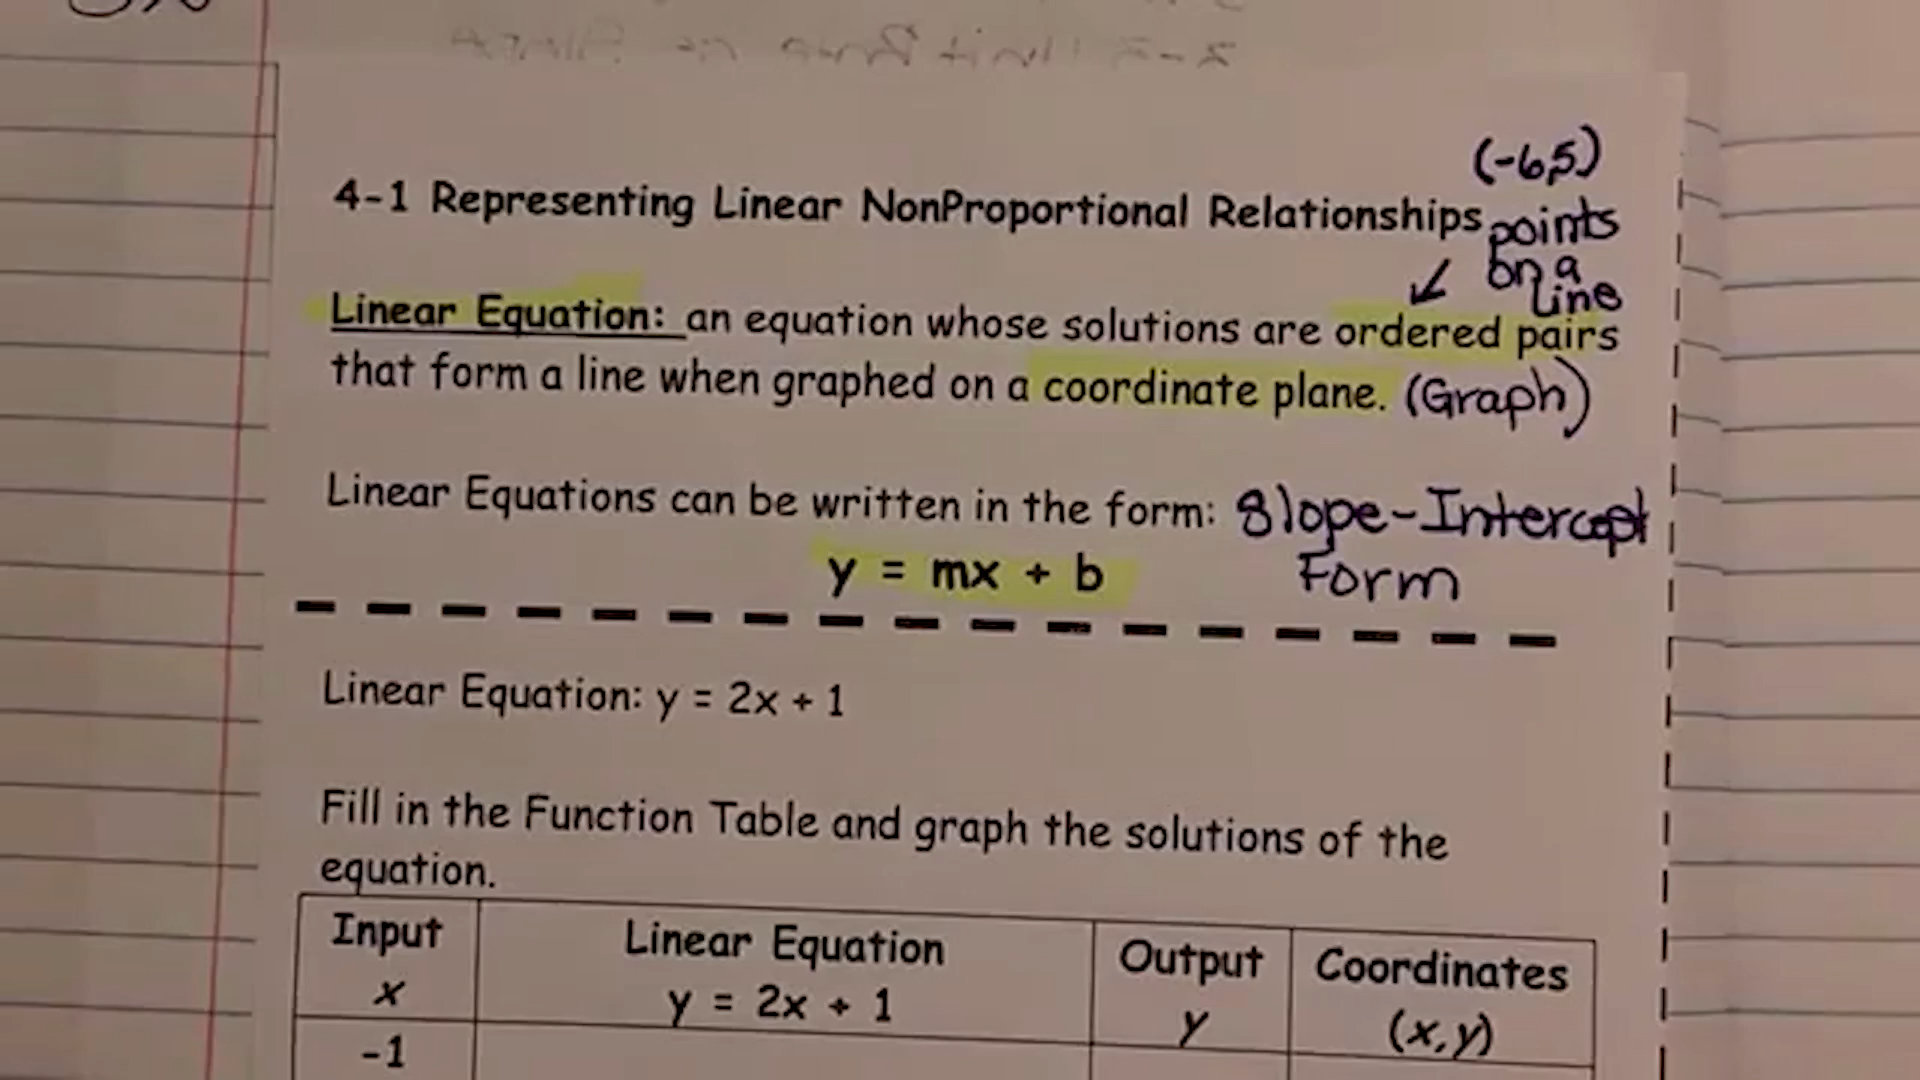 (-6,5)
4-1 Representing Linear NonProportional Relationships
points
on a
line
Linear Equation: an equation whose solutions are ordered pairs
that form a line when graphed on a coordinate plane. (Graph)
Linear Equations can be written in the form: Slope-Intercept
y = mx + b Form
Linear Equation: y = 2x + 1
Fill in the Function Table and graph the solutions of the
equation.
Input Linear Equation Output Coordinates
x y = 2x + 1 y (x,y)
-1